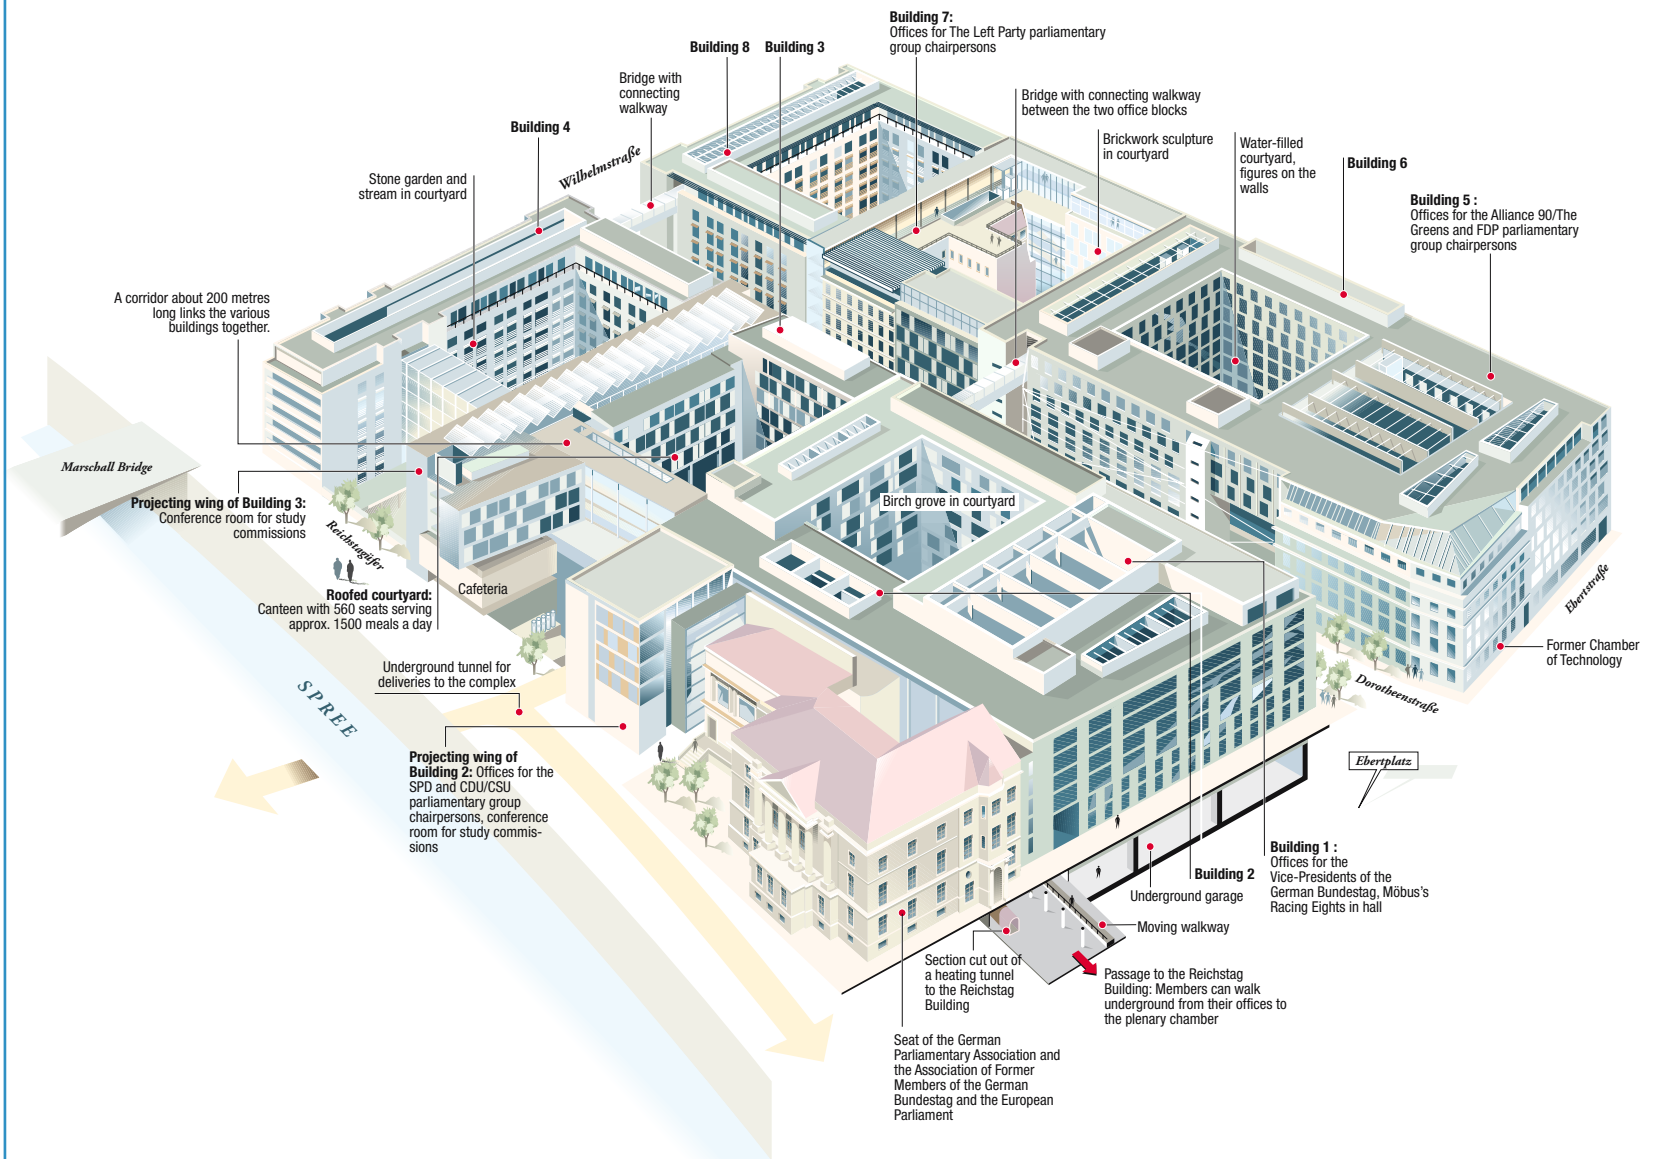 Building 7:
Offices for The Left Party parliamentary
group chairpersons
Building 8
Building 3
Bridge with
connecting
walkway
Bridge with connecting walkway
between the two office blocks
Building 4
Brickwork sculpture
in courtyard
Water-filled
courtyard,
figures on the
walls
Building 6
Wilhelmstraße
Stone garden and
stream in courtyard
Building 5 :
Offices for the Alliance 90/The
Greens and FDP parliamentary
group chairpersons
A corridor about 200 metres
long links the various
buildings together.
Marschall Bridge
Projecting wing of Building 3:
Conference room for study
commissions
Birch grove in courtyard
Reichstagüfer
Cafeteria
Roofed courtyard:
Canteen with 560 seats serving
approx. 1500 meals a day
Ebertstraße
Former Chamber
of Technology
Underground tunnel for
deliveries to the complex
Dorotheenstraße
SPREE
Projecting wing of
Building 2: Offices for the
SPD and CDU/CSU
parliamentary group
chairpersons, conference
room for study commis-
sions
Ebertplatz
Building 1 :
Offices for the
Vice-Presidents of the
German Bundestag, Möbus’s
Racing Eights in hall
Building 2
Underground garage
Moving walkway
Section cut out of
a heating tunnel
to the Reichstag
Building
Passage to the Reichstag
Building: Members can walk
underground from their offices to
the plenary chamber
Seat of the German
Parliamentary Association and
the Association of Former
Members of the German
Bundestag and the European
Parliament